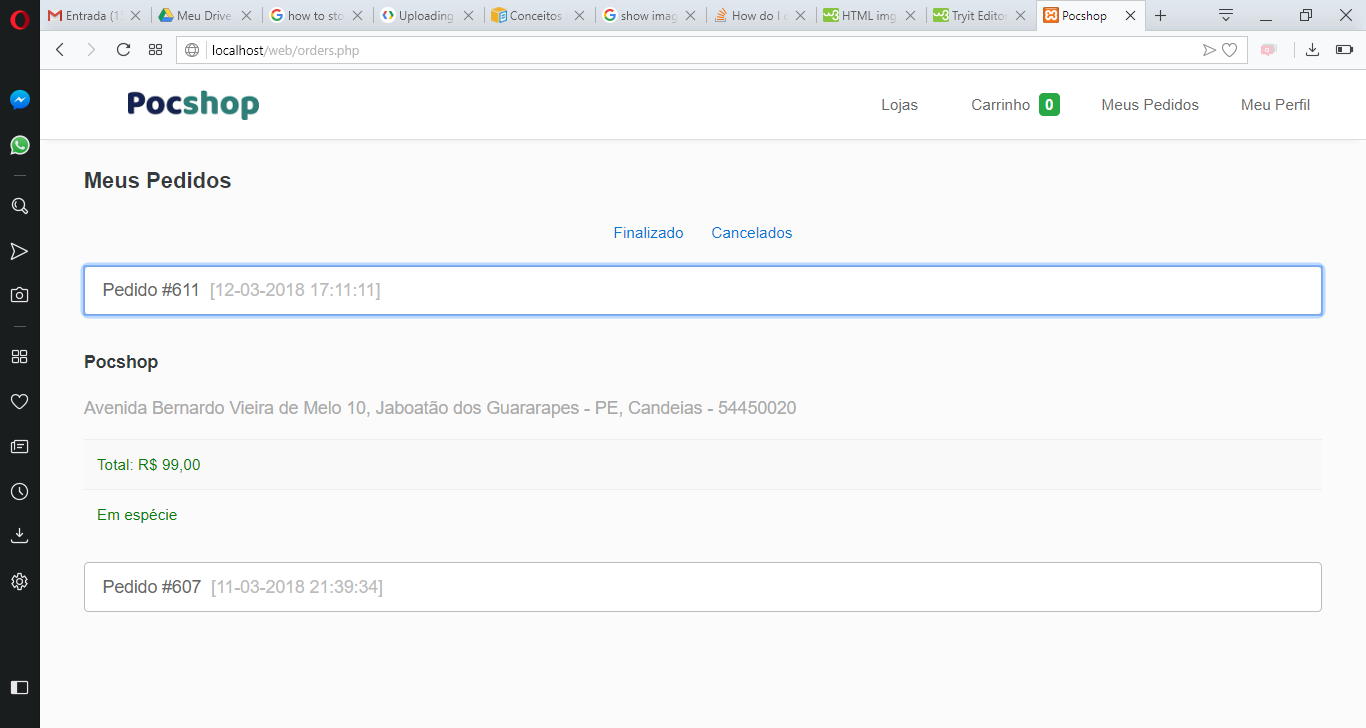 Entrada (1 Meu Drive how to sto Uploading Conceitos show imag How do I HTML img Tryit Editor Pocshop
localhost/web/orders.php
Pocshop Lojas Carrinho 0 Meus Pedidos Meu Perfil
Meus Pedidos
Finalizado Cancelados
Pedido #611 [12-03-2018 17:11:11]
Pocshop
Avenida Bernardo Vieira de Melo 10, Jaboatão dos Guararapes - PE, Candeias - 54450020
Total: R$ 99,00
Em espécie
Pedido #607 [11-03-2018 21:39:34]